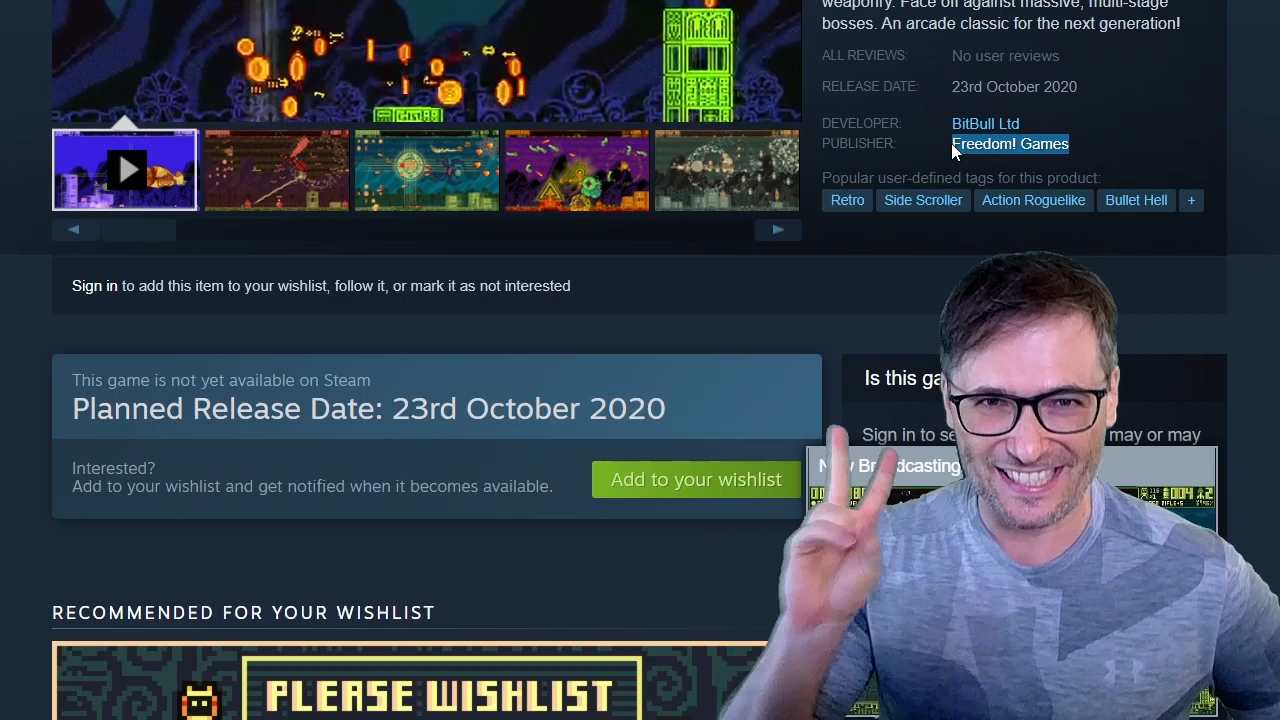 weaponry. Face off against massive, multi-stage
bosses. An arcade classic for the next generation!
ALL REVIEWS: No user reviews
RELEASE DATE: 23rd October 2020
DEVELOPER: BitBull Ltd
PUBLISHER: Freedom! Games
Popular user-defined tags for this product:
Retro Side Scroller Action Roguelike Bullet Hell +
Sign in to add this item to your wishlist, follow it, or mark it as not interested
This game is not yet available on Steam
Planned Release Date: 23rd October 2020
Is this ga
Sign in to se may or may
Interested?
Add to your wishlist and get notified when it becomes available.
Add to your wishlist
Broadcasting
RECOMMENDED FOR YOUR WISHLIST
PLEASE WISHLIST